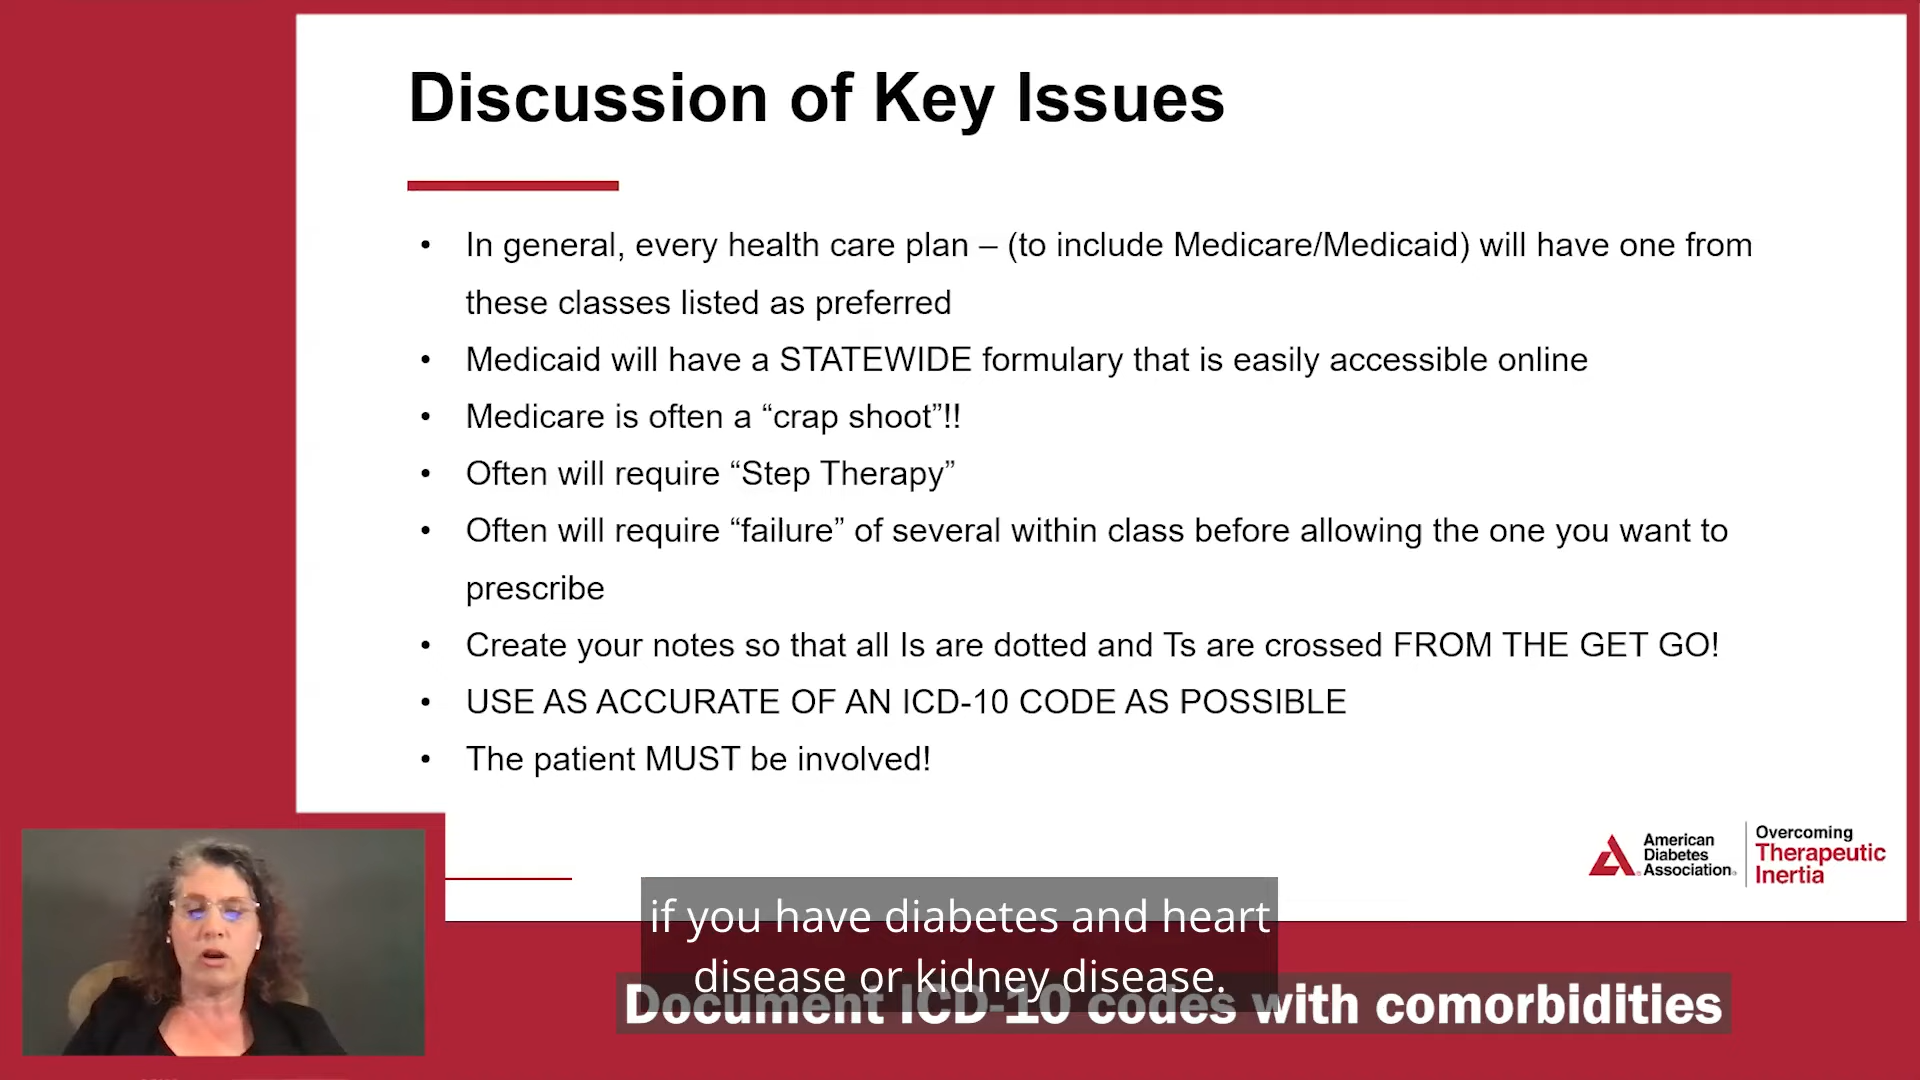 Discussion of Key Issues
• In general, every health care plan – (to include Medicare/Medicaid) will have one from
these classes listed as preferred
• Medicaid will have a STATEWIDE formulary that is easily accessible online
• Medicare is often a “crap shoot”!!
• Often will require “Step Therapy”
• Often will require “failure” of several within class before allowing the one you want to
prescribe
• Create your notes so that all Is are dotted and Ts are crossed FROM THE GET GO!
• USE AS ACCURATE OF AN ICD-10 CODE AS POSSIBLE
• The patient MUST be involved!
American
Diabetes
Association®
Overcoming
Therapeutic
Inertia
if you have diabetes and heart
disease or kidney disease.
Document ICD-10 codes with comorbidities